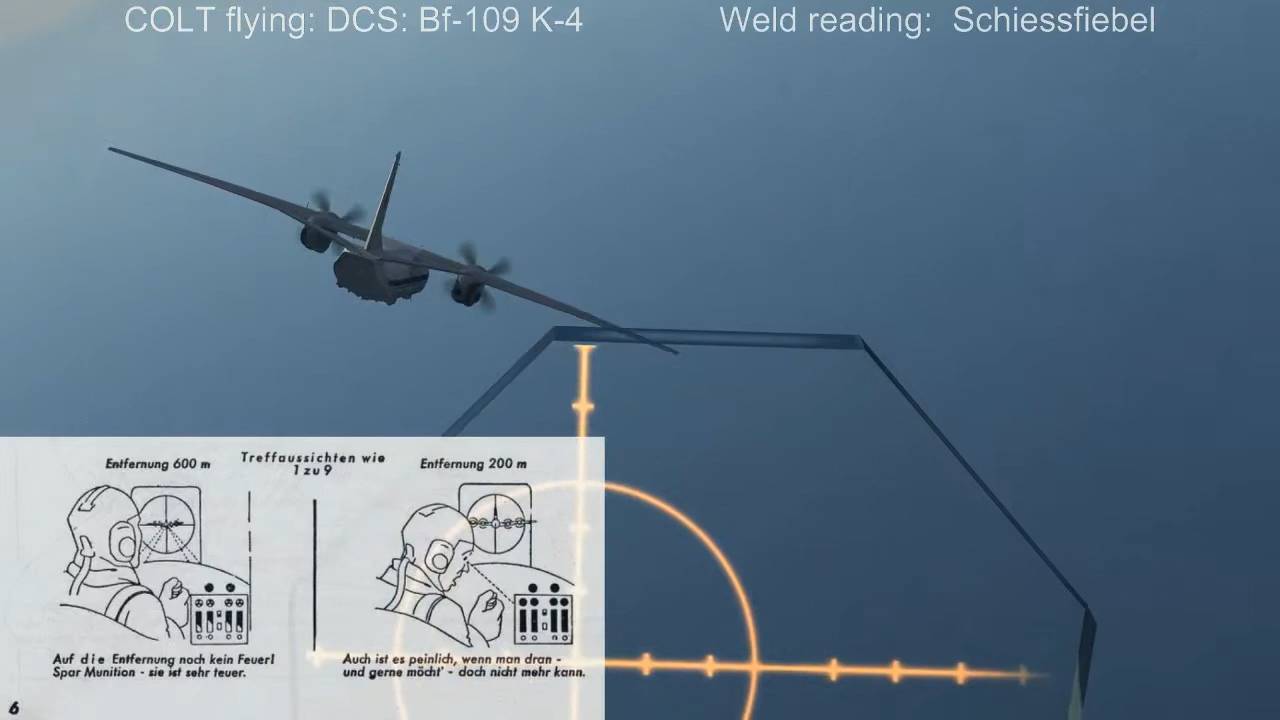 COLT flying: DCS: Bf-109 K-4
Weld reading: Schiessfiebel
Entfernung 600 m
Treffaussichten wie
1 zu 9
Entfernung 200 m
Auf die Entfernung noch kein Feuer!
Spar Munition - sie ist sehr teuer.
Auch ist es peinlich, wenn man dran -
und gerne möcht' - doch nicht mehr kann.
6